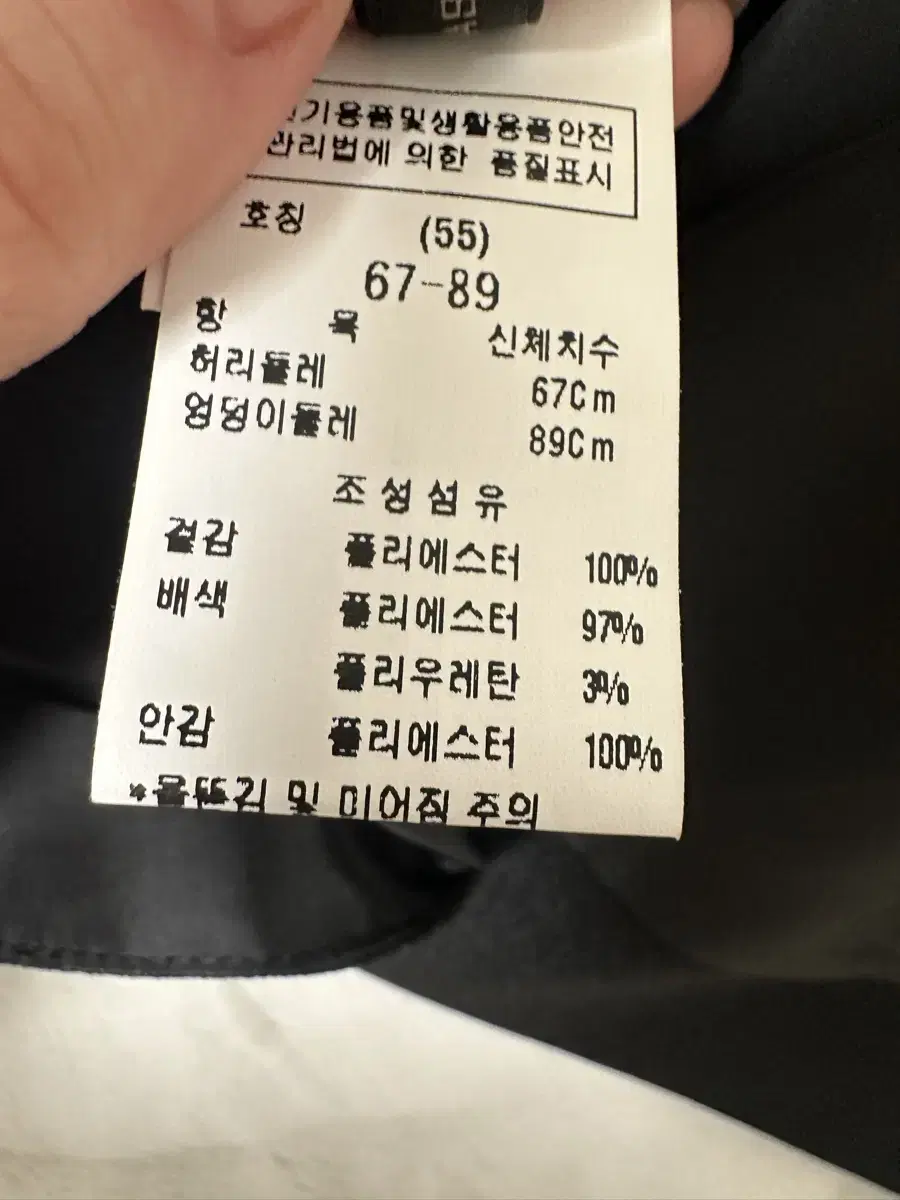 기용품및생활용품안전
관리법에 의한 품질표시
호칭 (55)
67-89
항 목 신체치수
허리둘레 67Cm
엉덩이둘레 89Cm
조성섬유
겉감 폴리에스터 100%
배색 폴리에스터 97%
폴리우레탄 3%
안감 폴리에스터 100%
*올뜯김 및 미어짐 주의